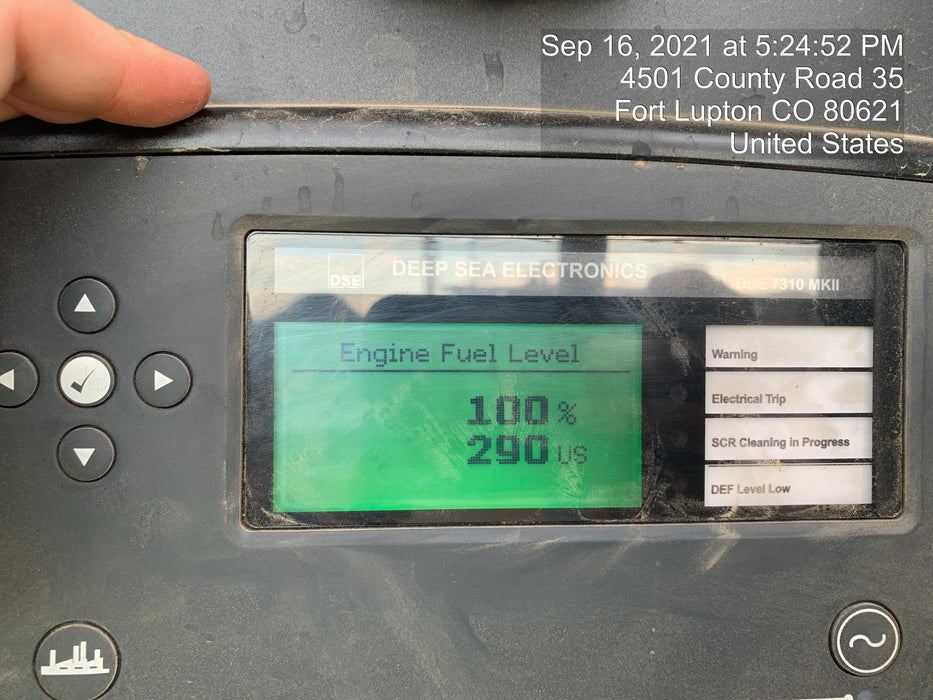 Sep 16, 2021 at 5:24:52 PM
4501 County Road 35
Fort Lupton CO 80621
United States
DSE
DEEP SEA ELECTRONICS
DSE 7310 MKII
Engine Fuel Level
100 %
290 US
Warning
Electrical Trip
SCR Cleaning in Progress
DEF Level Low